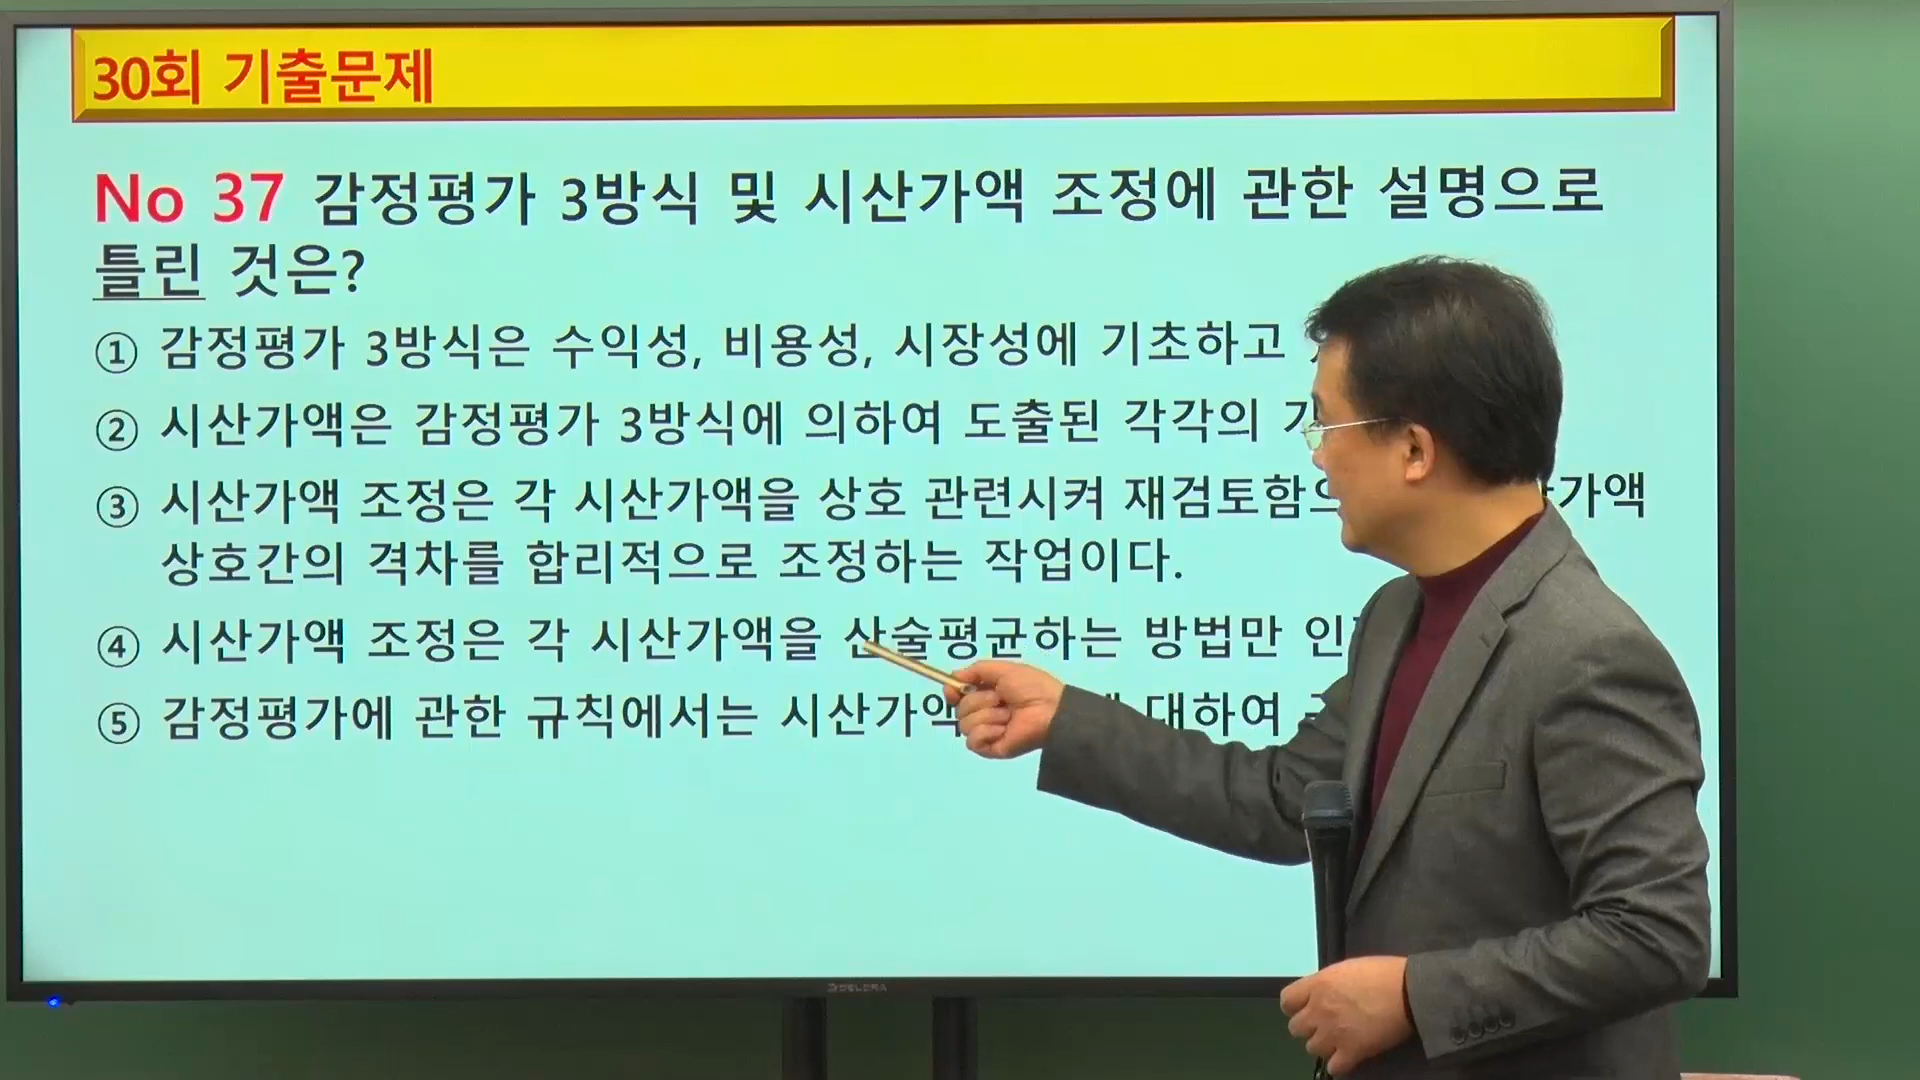 30회 기출문제
No 37 감정평가 3방식 및 시산가액 조정에 관한 설명으로
틀린 것은?
① 감정평가 3방식은 수익성, 비용성, 시장성에 기초하고
② 시산가액은 감정평가 3방식에 의하여 도출된 각각의
③ 시산가액 조정은 각 시산가액을 상호 관련시켜 재검토함으
상호간의 격차를 합리적으로 조정하는 작업이다.
④ 시산가액 조정은 각 시산가액을 산술평균하는 방법만
⑤ 감정평가에 관한 규칙에서는 시산가액 대하여